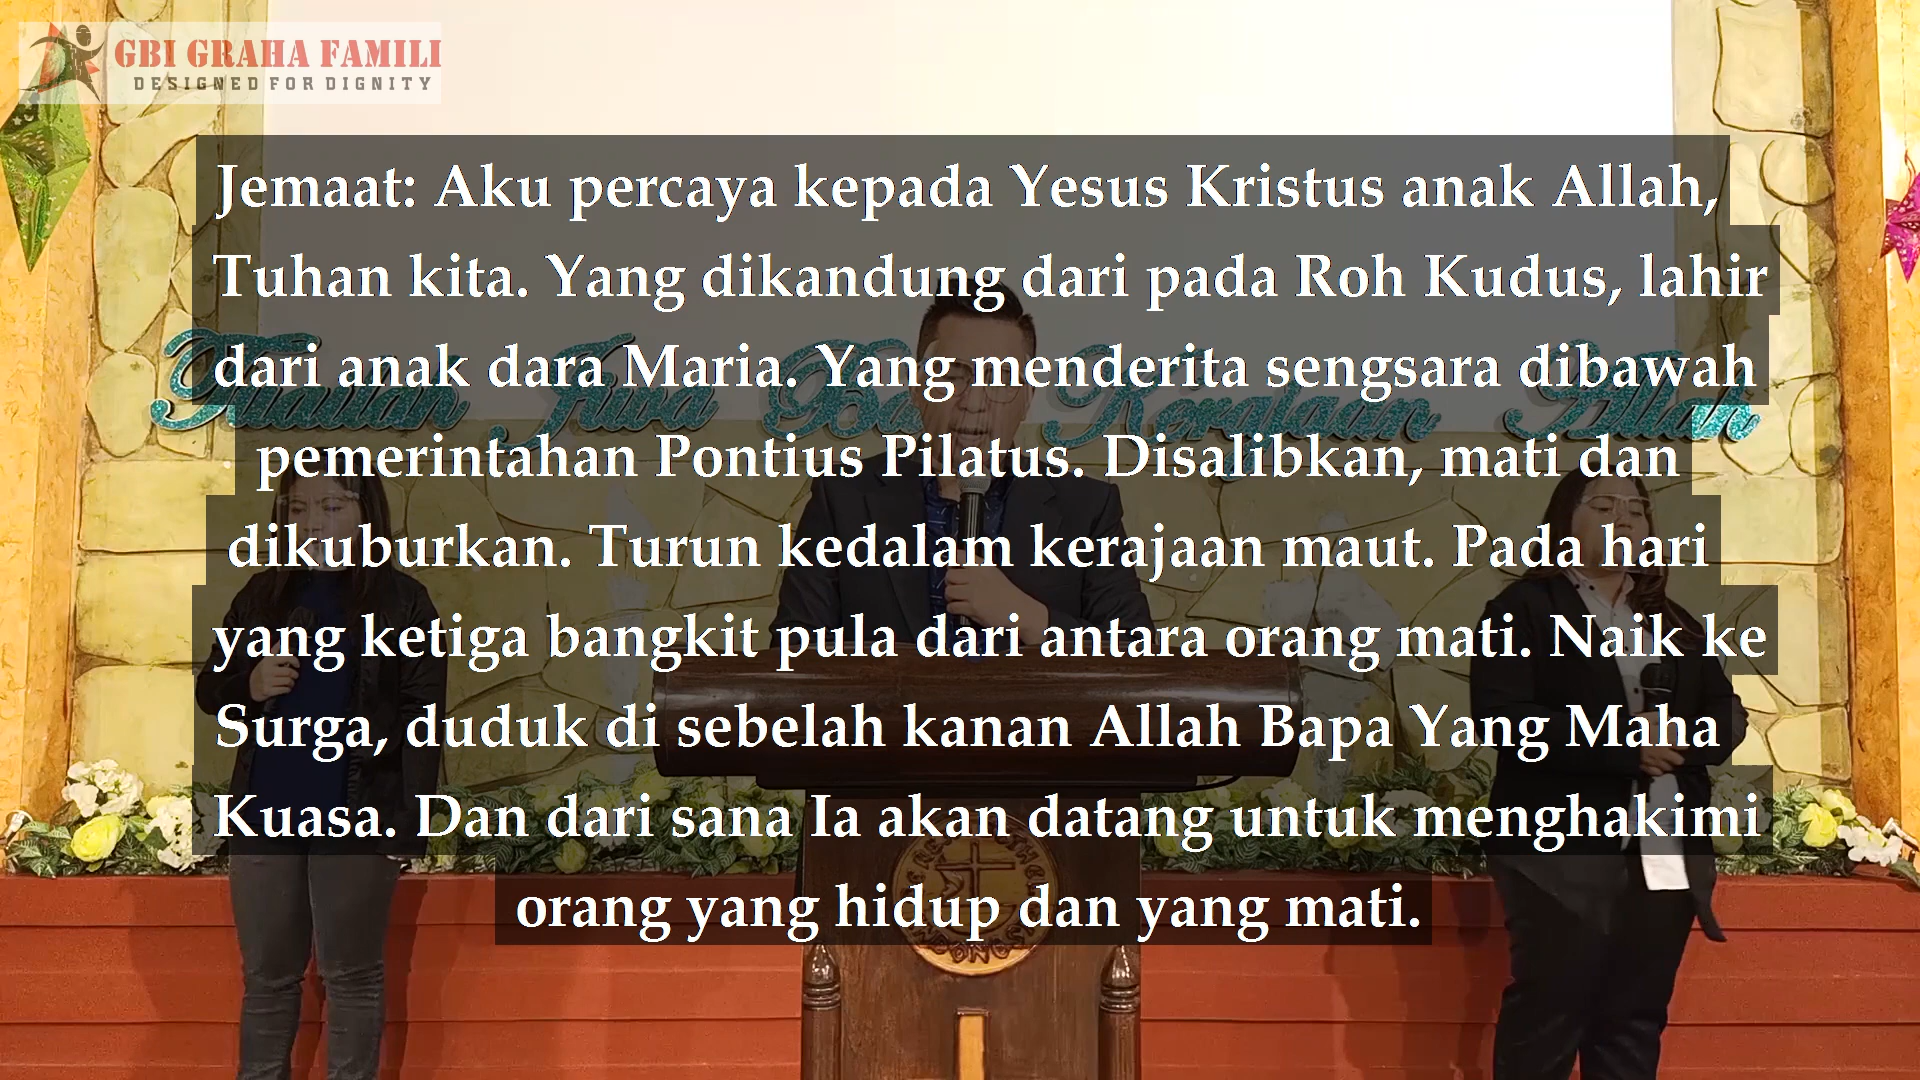 GBI GRAHA FAMILI
DESIGNED FOR DIGNITY
Jemaat: Aku percaya kepada Yesus Kristus anak Allah,
Tuhan kita. Yang dikandung dari pada Roh Kudus, lahir
dari anak dara Maria. Yang menderita sengsara dibawah
pemerintahan Pontius Pilatus. Disalibkan, mati dan
dikuburkan. Turun kedalam kerajaan maut. Pada hari
yang ketiga bangkit pula dari antara orang mati. Naik ke
Surga, duduk di sebelah kanan Allah Bapa Yang Maha
Kuasa. Dan dari sana Ia akan datang untuk menghakimi
orang yang hidup dan yang mati.
Kerajaan Allah